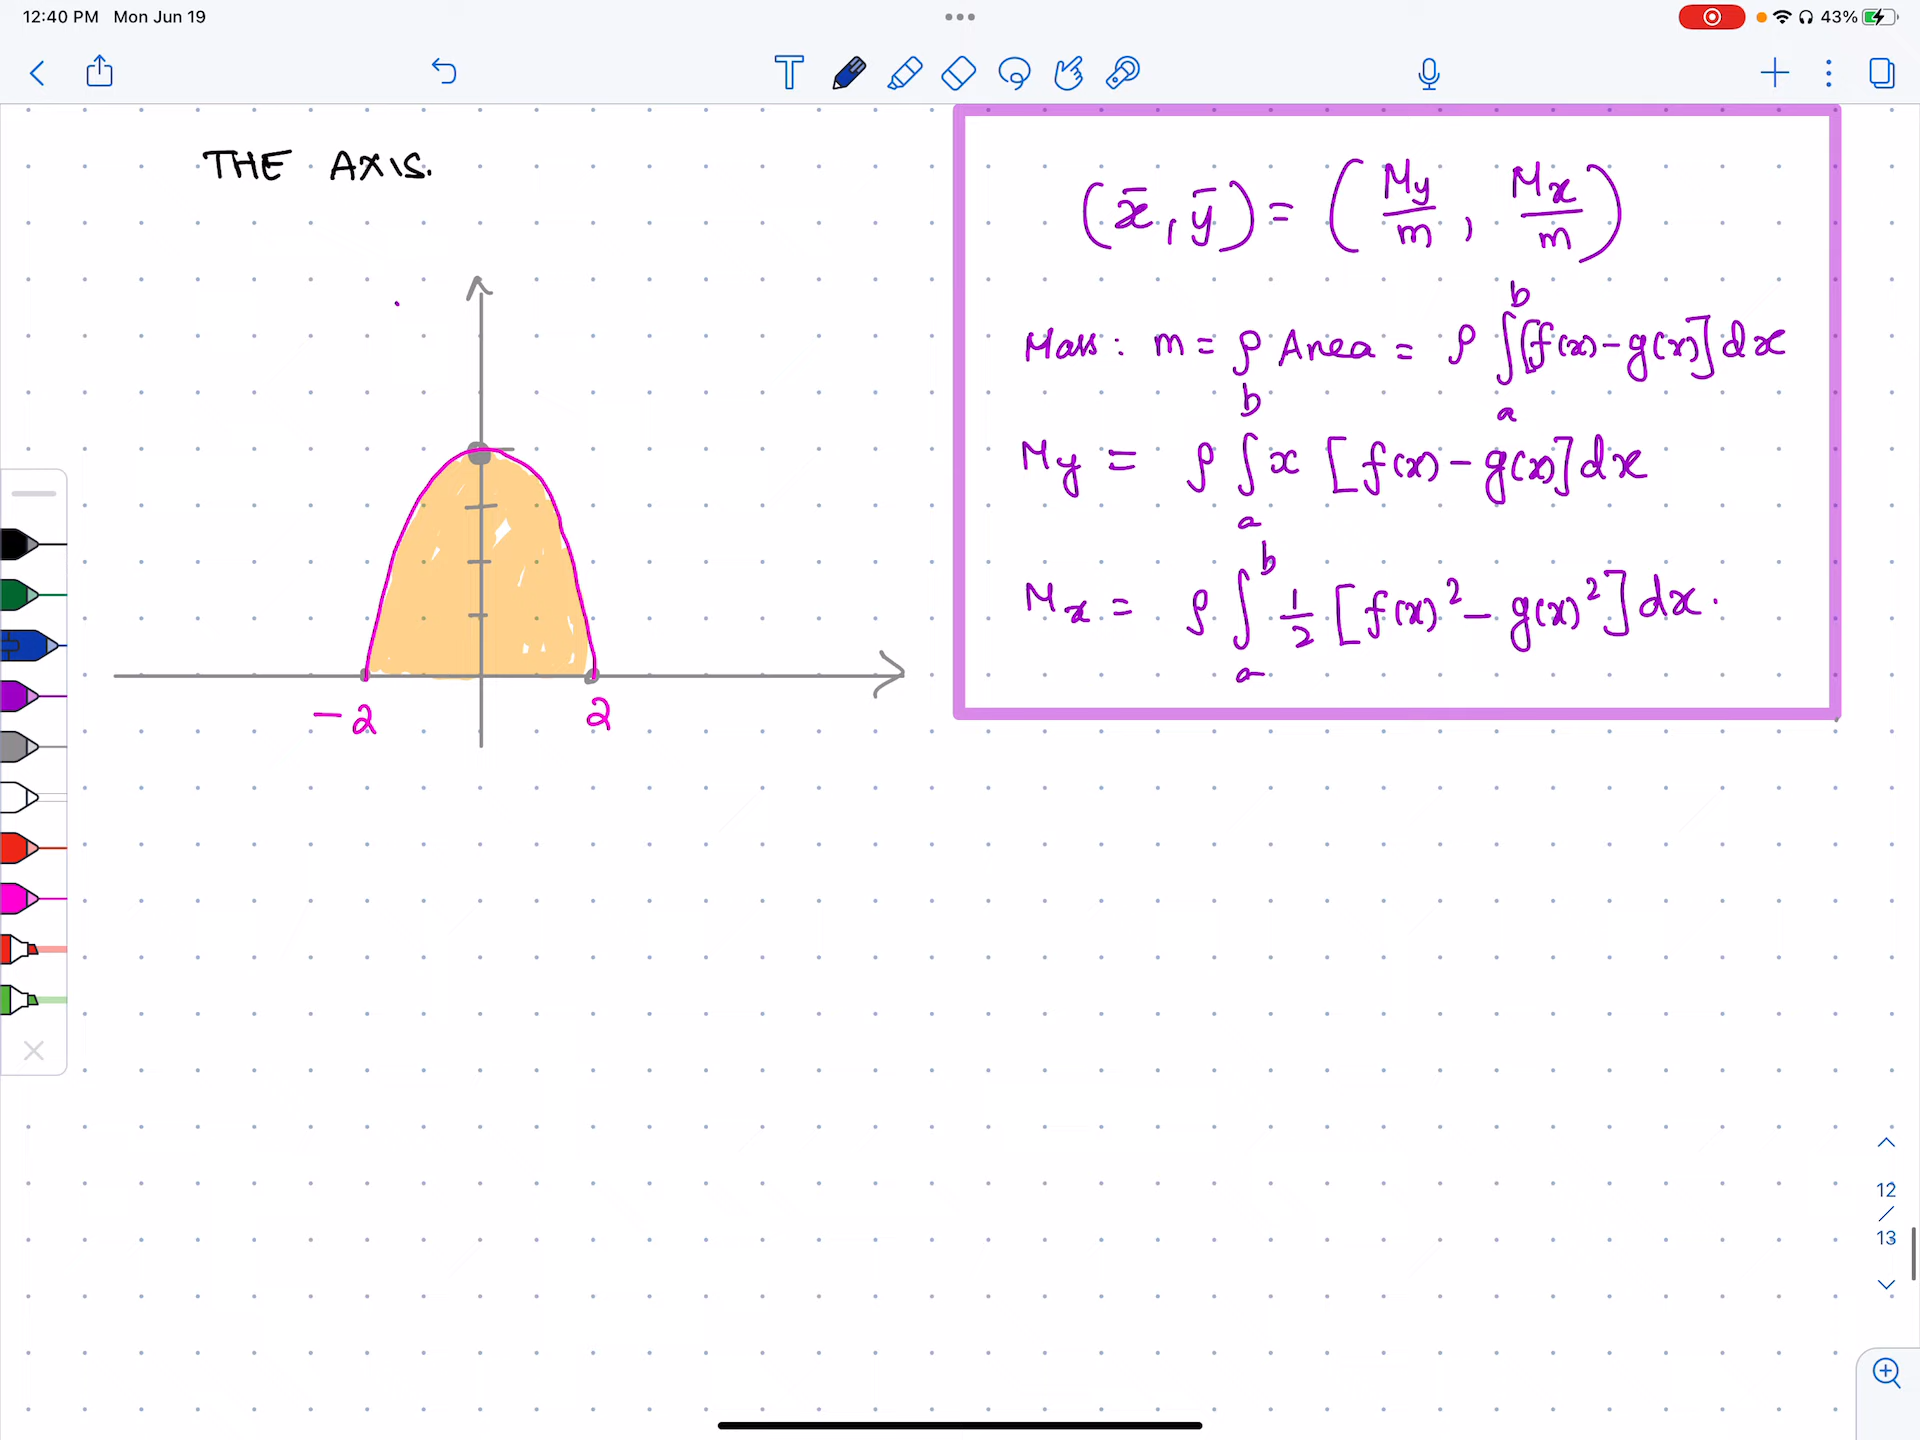 12:40 PM Mon Jun 19
43%
THE AXIS.
(x̄, ȳ) = (My/m, Mx/m)
Mass: m = ρ Area = ρ ∫_a^b [f(x) - g(x)] dx
My = ρ ∫_a^b x [f(x) - g(x)] dx
Mx = ρ ∫_a^b 1/2 [f(x)² - g(x)²] dx.
-2 2
12
/
13